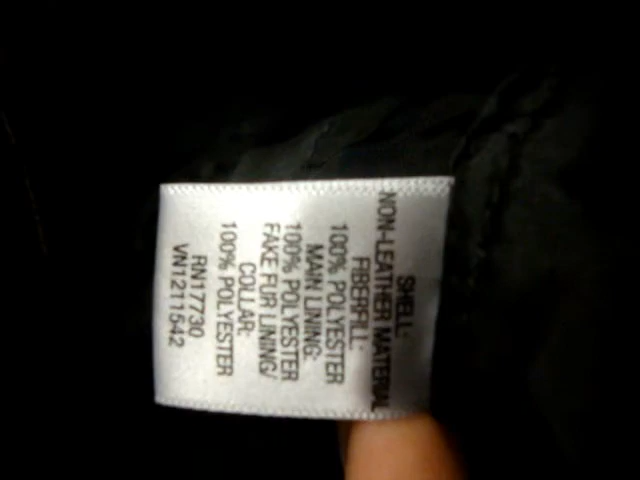 SHELL:
NON-LEATHER MATERIAL
FIBERFILL:
100% POLYESTER
MAIN LINING:
100% POLYESTER
FAKE FUR LINING/
COLLAR:
100% POLYESTER
RN17730
VN1211542